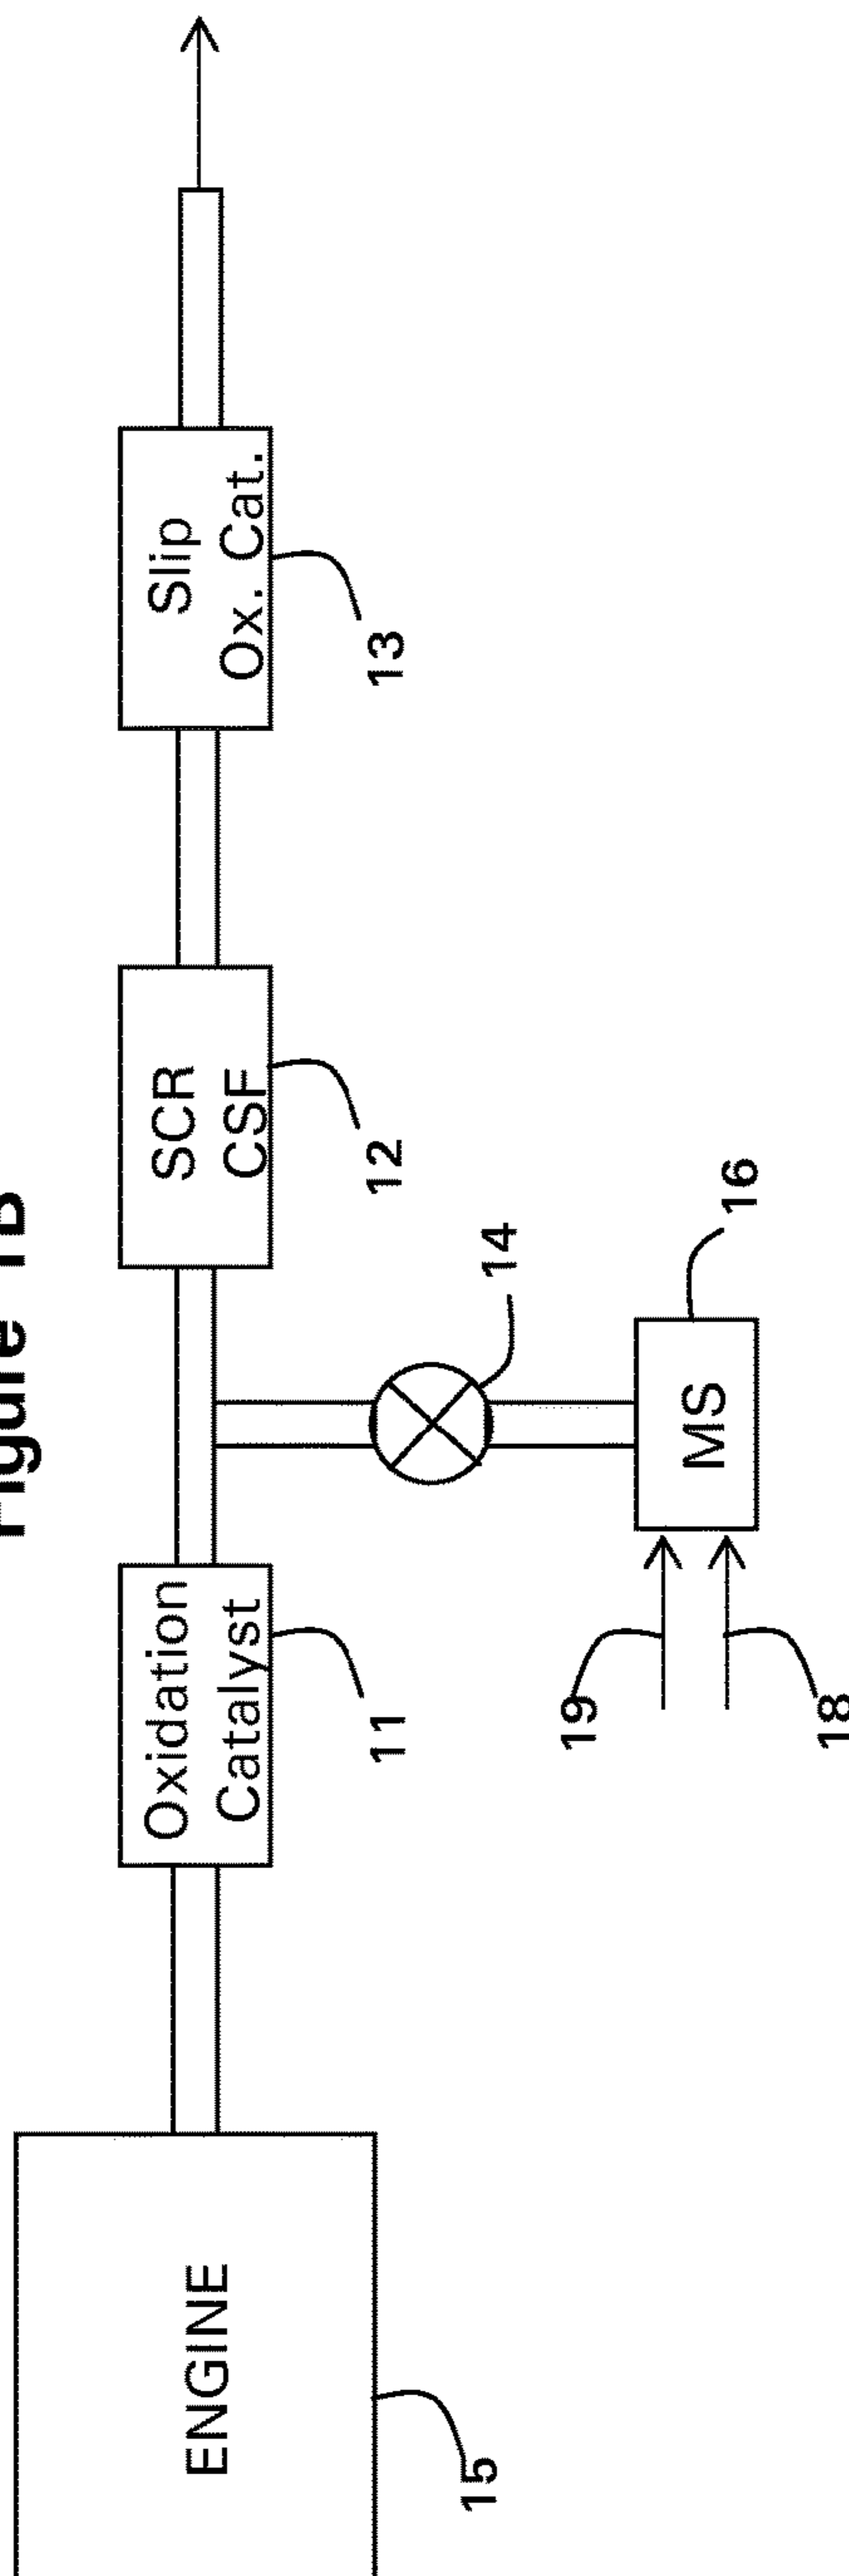 Figure 1B
ENGINE
15
Oxidation
Catalyst
11
SCR
CSF
12
Slip
Ox. Cat.
13
14
MS
16
19
18